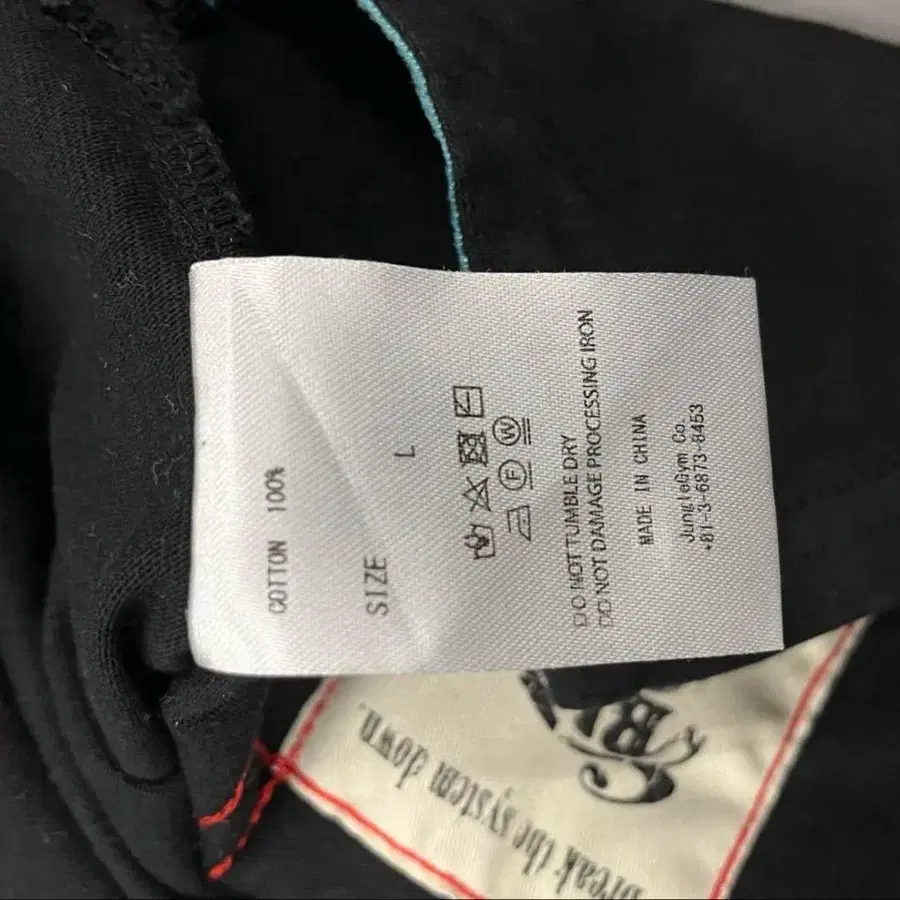 COTTON 100%
SIZE
L
F W
DO NOT TUMBLE DRY
DO NOT DAMAGE PROCESSING IRON
MADE IN CHINA
JungleGym Co.
+81-3-6873-8453
break the system down.